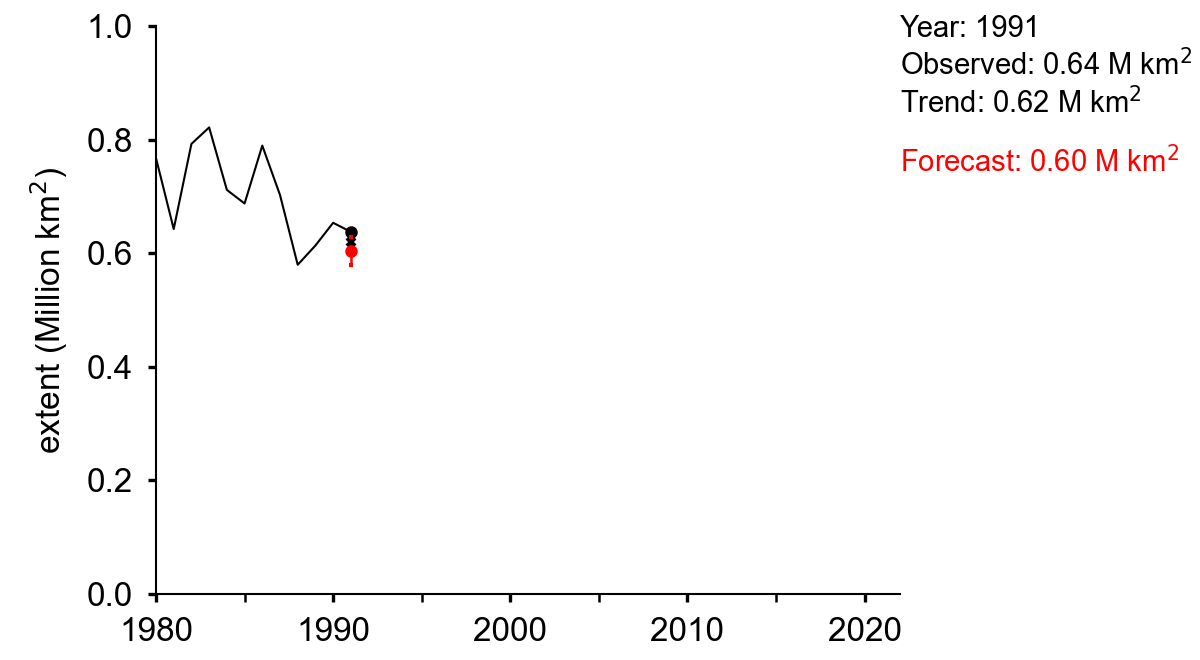 Year: 1991
Observed: 0.64 M km²
Trend: 0.62 M km²
Forecast: 0.60 M km²
extent (Million km²)
1.0
0.8
0.6
0.4
0.2
0.0
1980 1990 2000 2010 2020